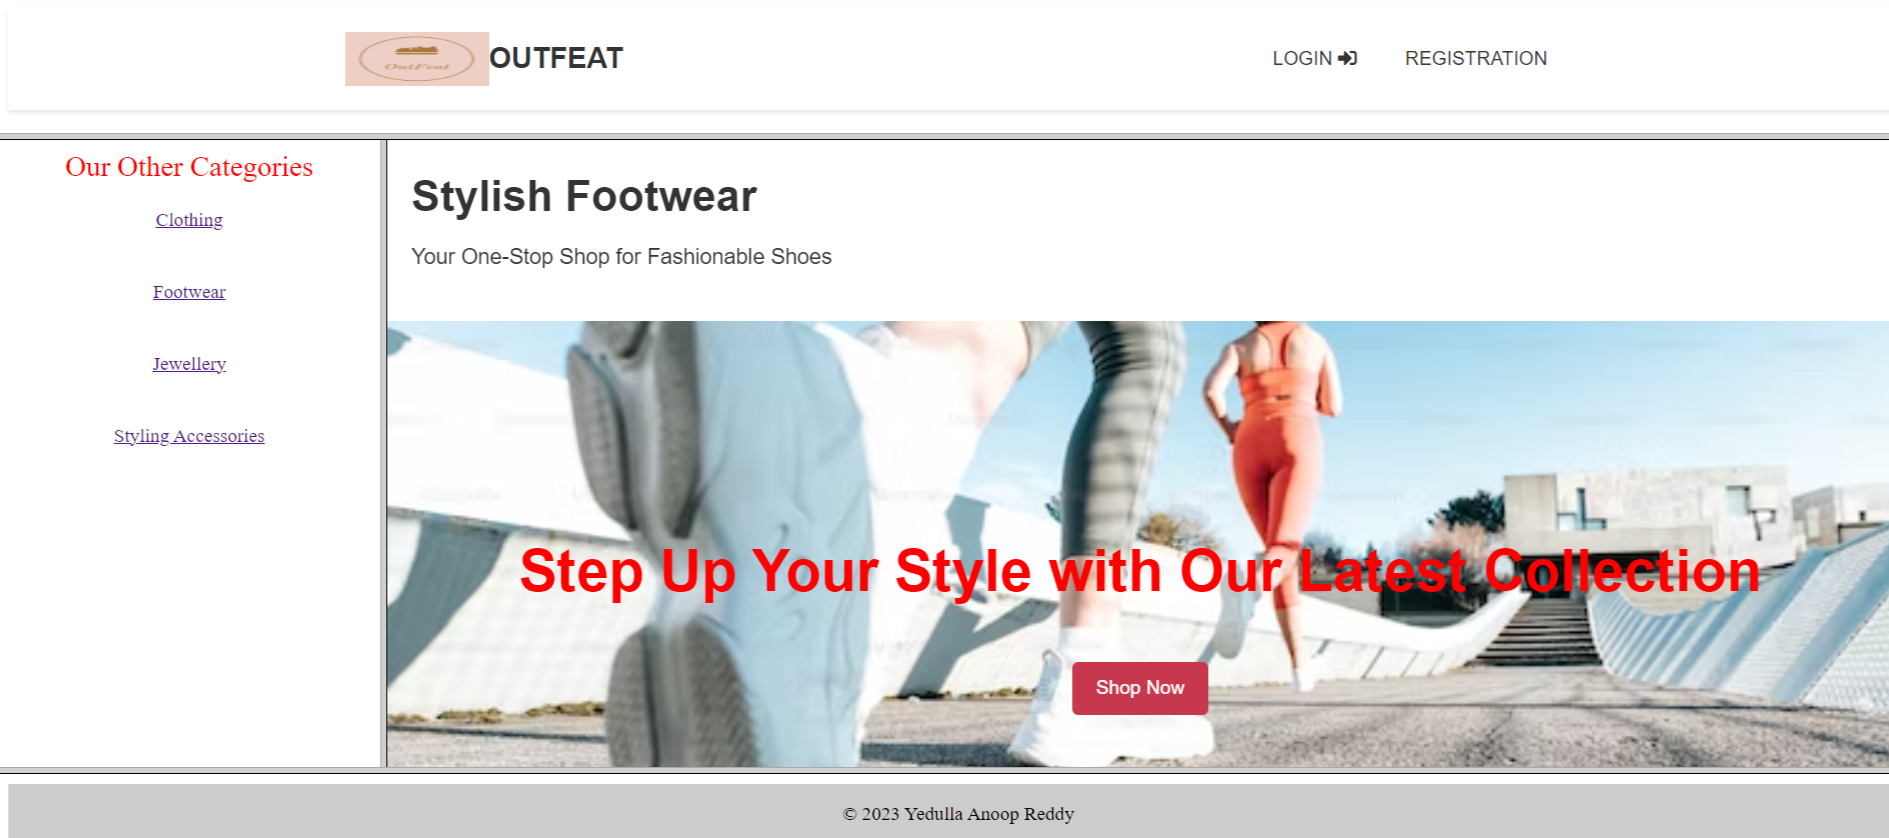 OutFeat
OUTFEAT
LOGIN
REGISTRATION
Our Other Categories
Clothing
Footwear
Jewellery
Styling Accessories
Stylish Footwear
Your One-Stop Shop for Fashionable Shoes
Step Up Your Style with Our Latest Collection
Shop Now
© 2023 Yedulla Anoop Reddy